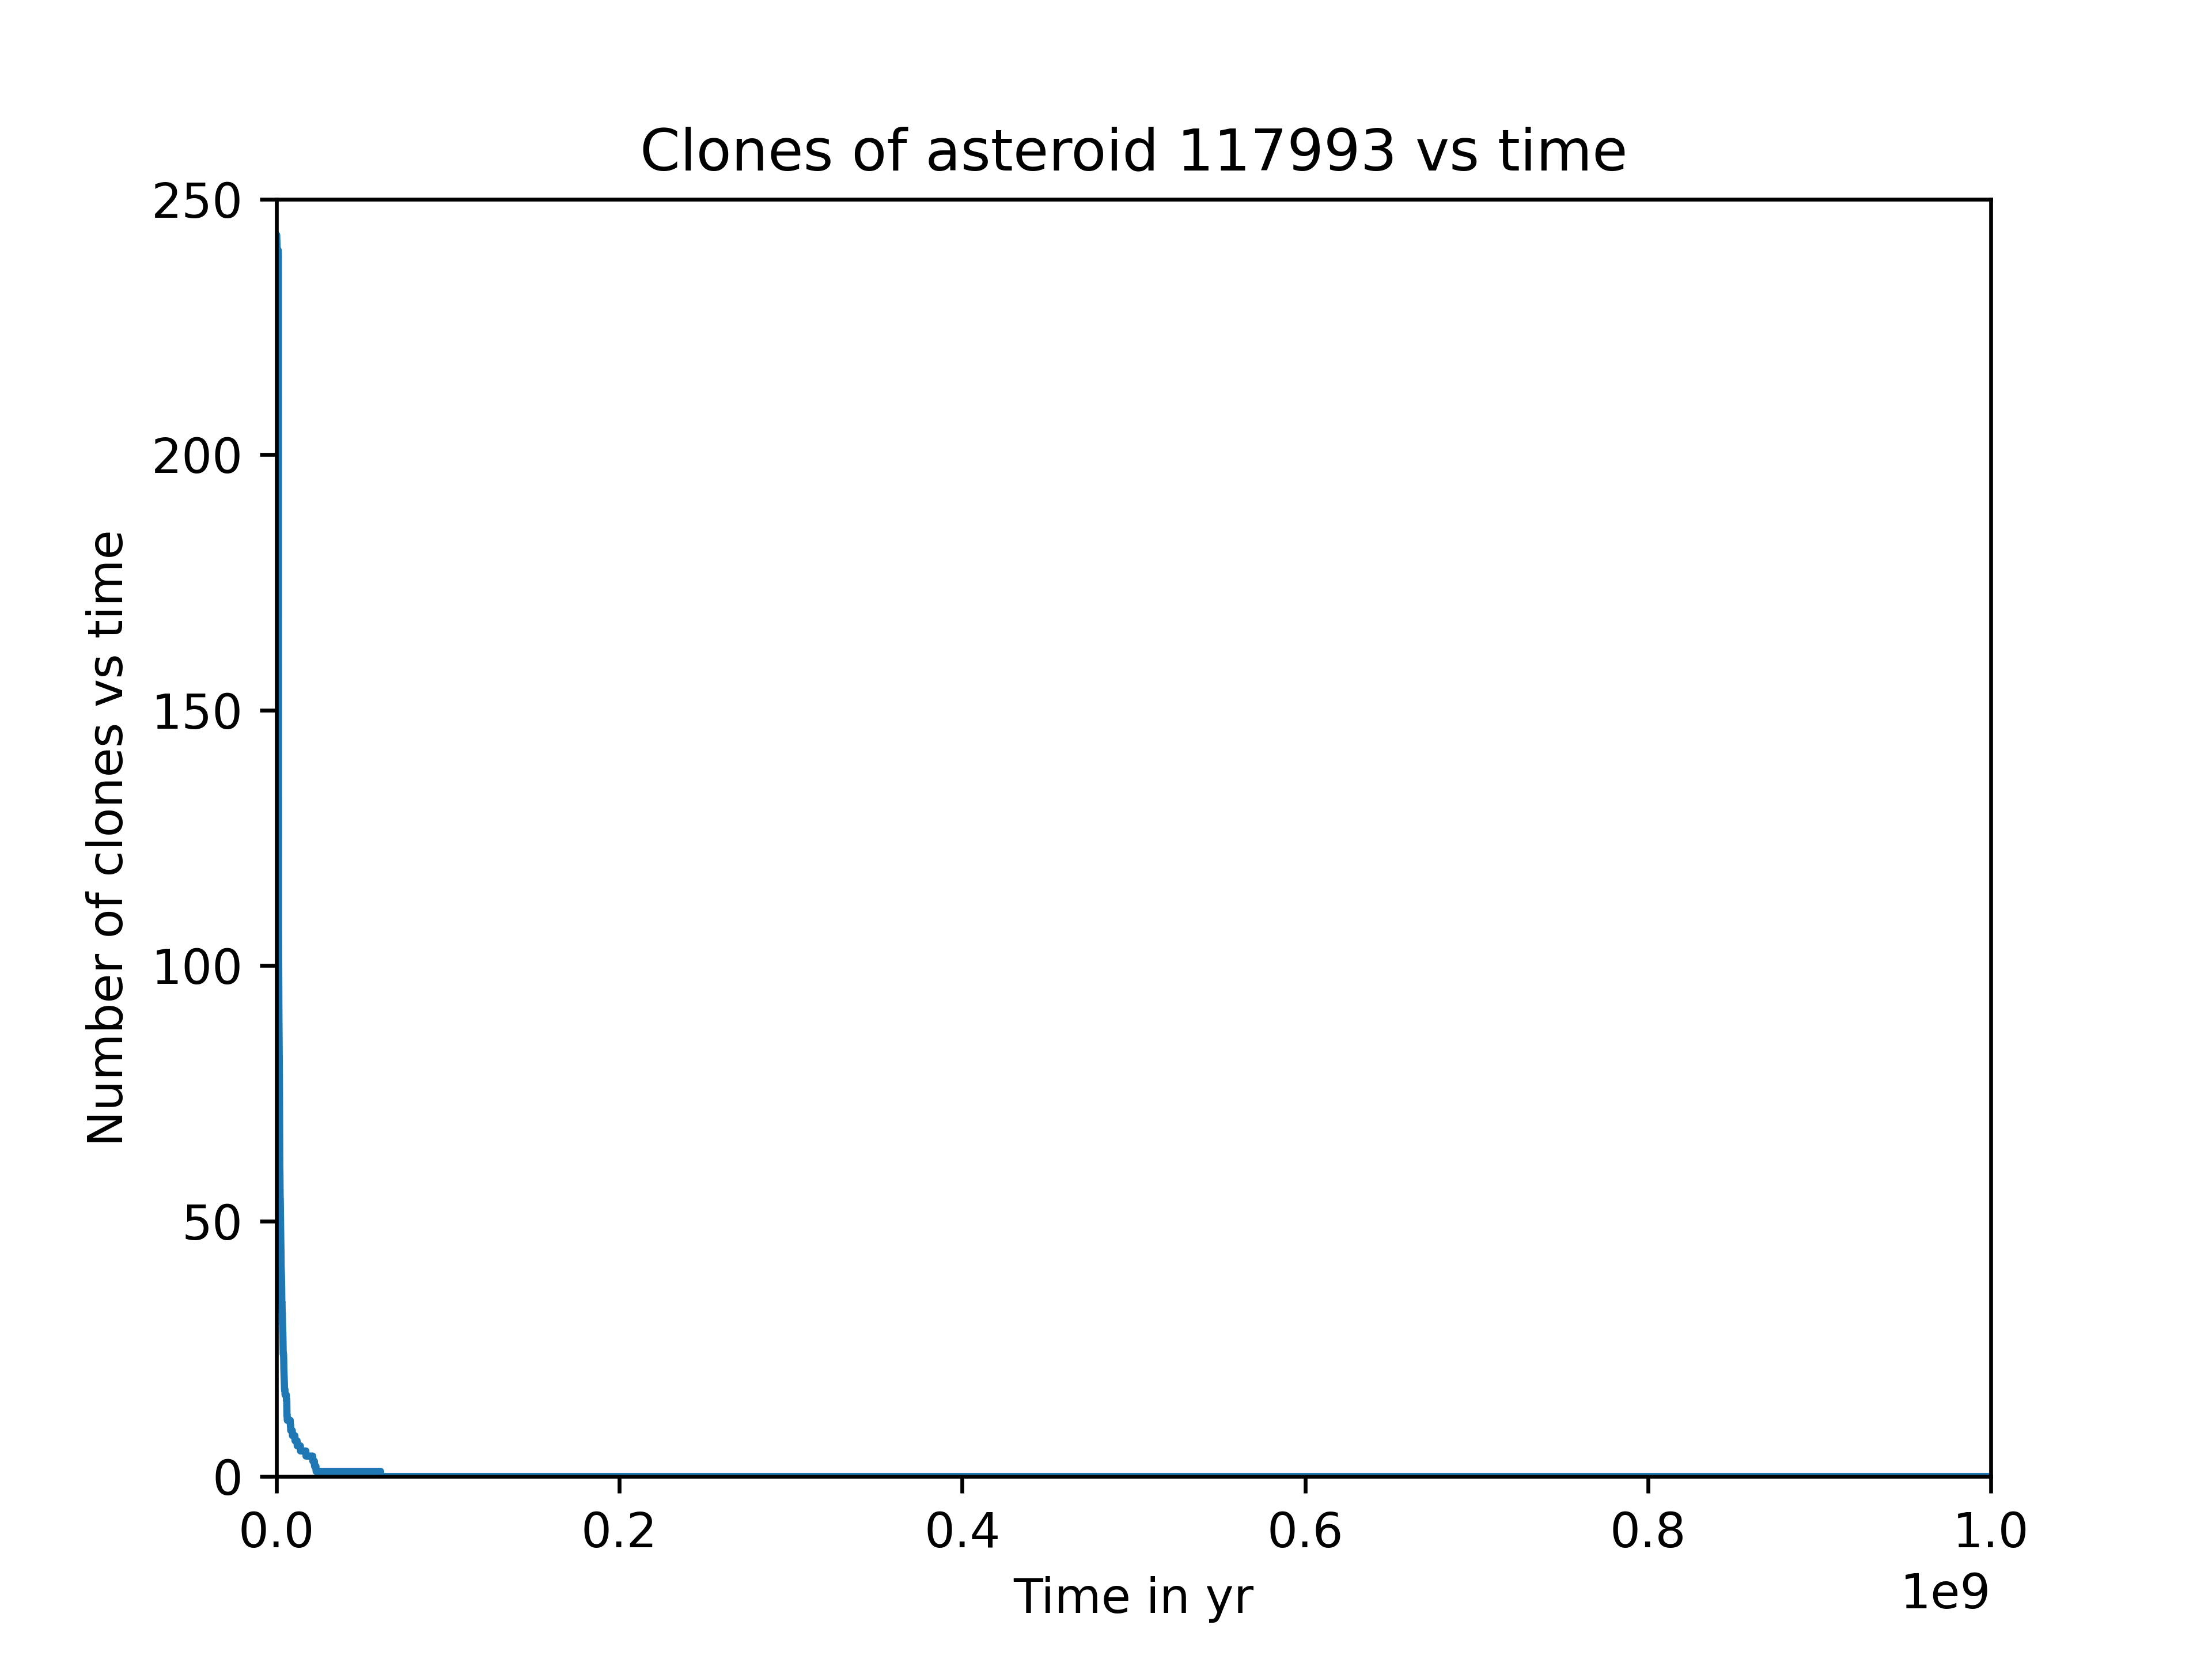 Clones of asteroid 117993 vs time
250
200
150
100
50
0
Number of clones vs time
0.0 0.2 0.4 0.6 0.8 1.0
Time in yr
1e9